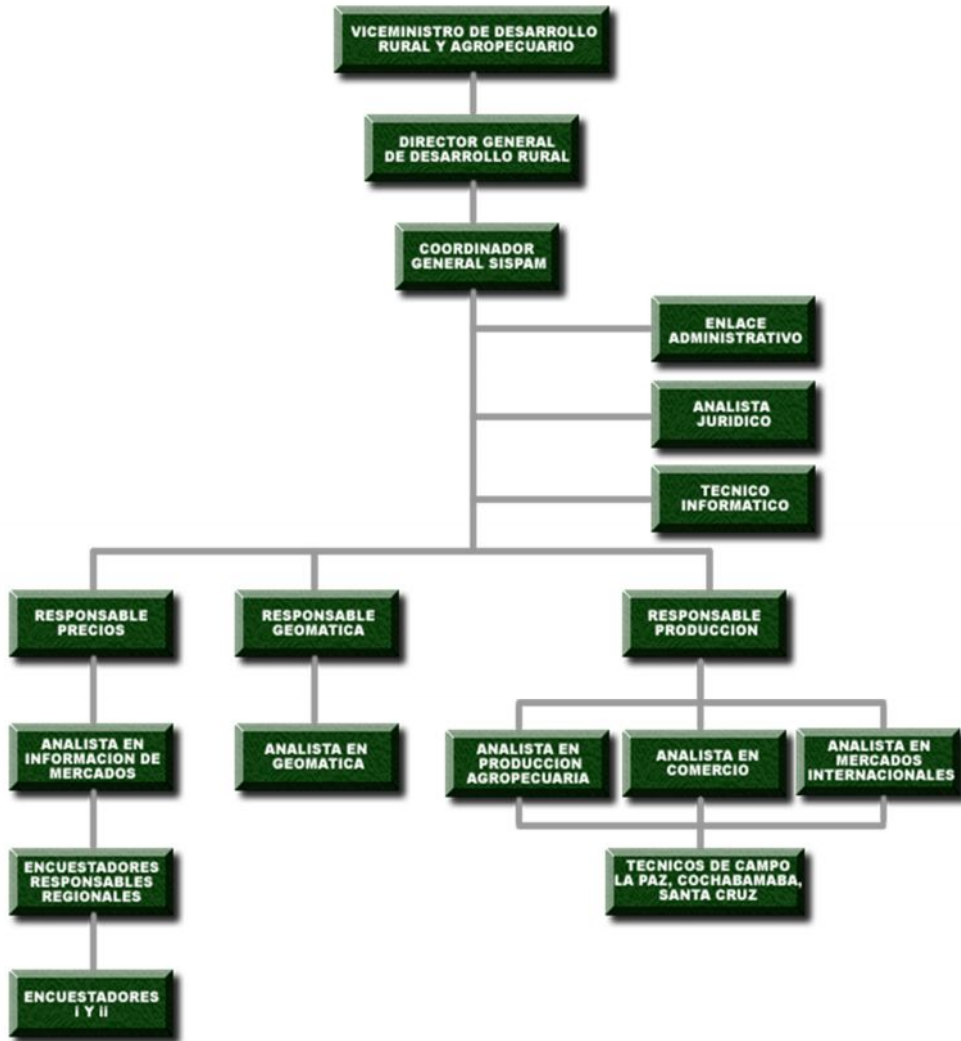 VICEMINISTRO DE DESARROLLO
RURAL Y AGROPECUARIO
DIRECTOR GENERAL
DE DESARROLLO RURAL
COORDINADOR
GENERAL SISPAM
ENLACE
ADMINISTRATIVO
ANALISTA
JURIDICO
TECNICO
INFORMATICO
RESPONSABLE
PRECIOS
RESPONSABLE
GEOMATICA
RESPONSABLE
PRODUCCION
ANALISTA EN
INFORMACION DE
MERCADOS
ANALISTA EN
GEOMATICA
ANALISTA EN
PRODUCCION
AGROPECUARIA
ANALISTA EN
COMERCIO
ANALISTA EN
MERCADOS
INTERNACIONALES
ENCUESTADORES
RESPONSABLES
REGIONALES
TECNICOS DE CAMPO
LA PAZ, COCHABAMABA,
SANTA CRUZ
ENCUESTADORES
i Y ii